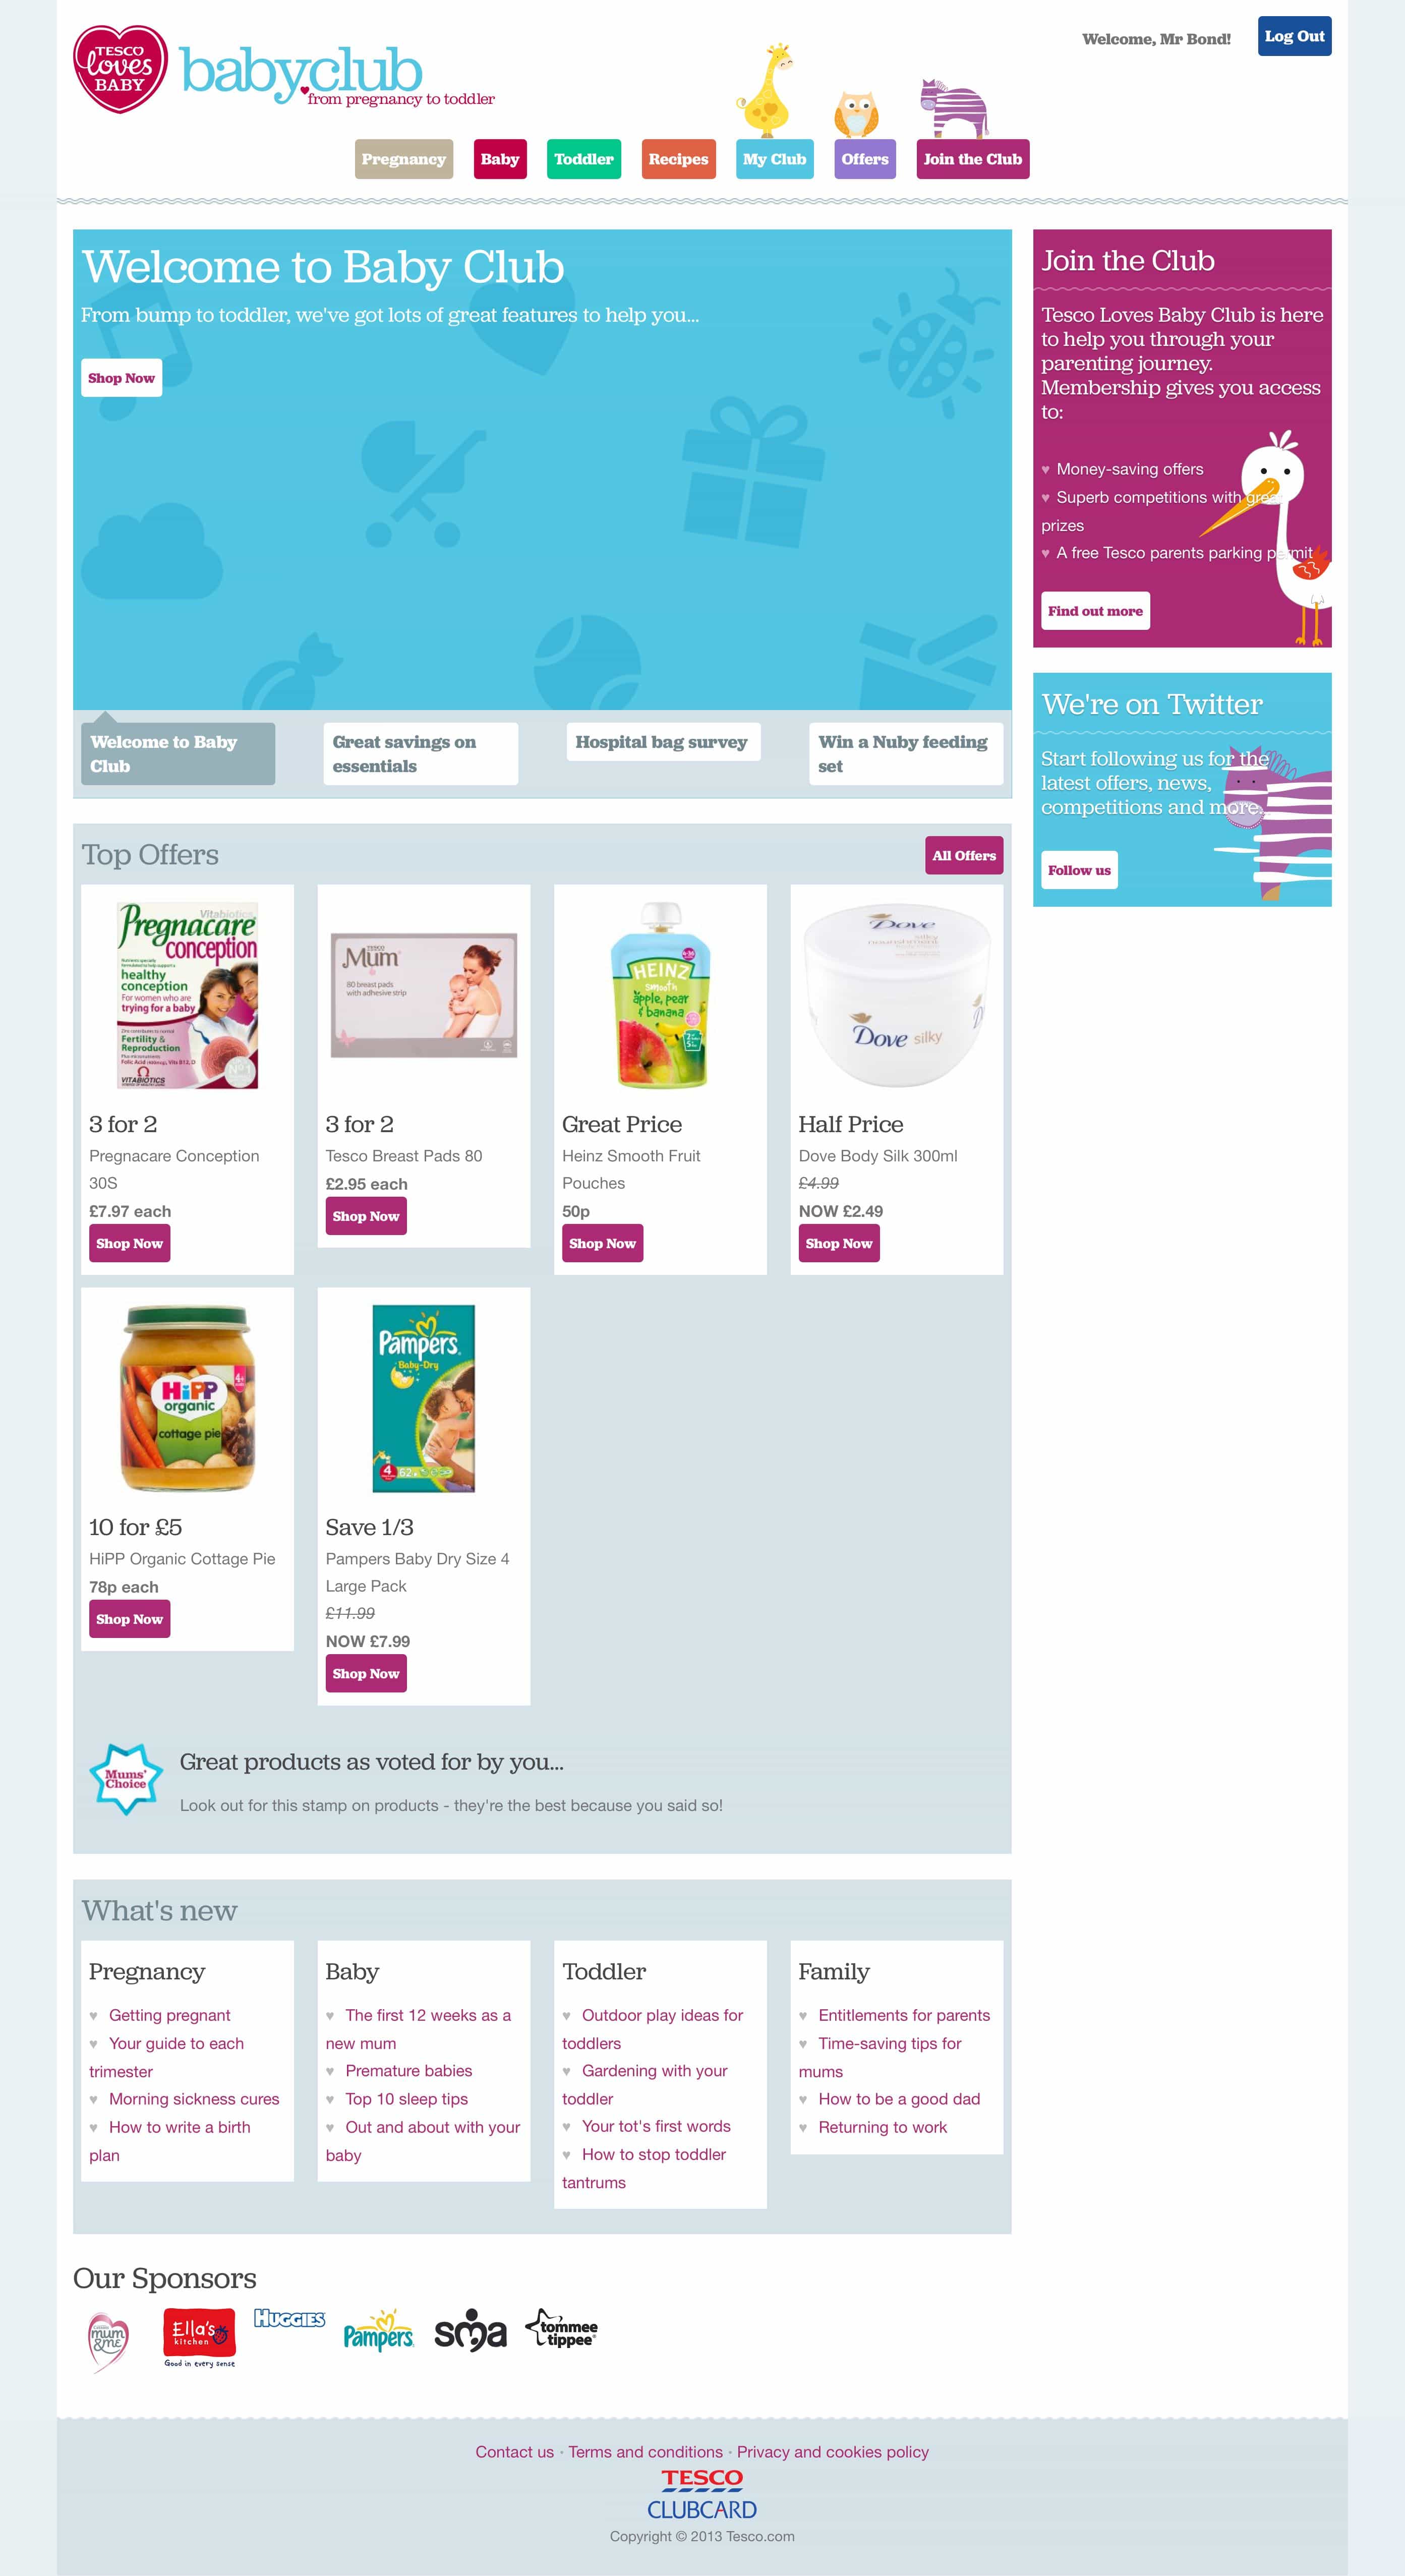 TESCO
loves
BABY
babyclub
from pregnancy to toddler
Welcome, Mr Bond!
Log Out
Pregnancy
Baby
Toddler
Recipes
My Club
Offers
Join the Club
Welcome to Baby Club
From bump to toddler, we've got lots of great features to help you...
Shop Now
Welcome to Baby
Club
Great savings on
essentials
Hospital bag survey
Win a Nuby feeding
set
Join the Club
Tesco Loves Baby Club is here
to help you through your
parenting journey.
Membership gives you access
to:
♥ Money-saving offers
♥ Superb competitions with great
prizes
♥ A free Tesco parents parking permit
Find out more
We're on Twitter
Start following us for the
latest offers, news,
competitions and more.
Follow us
Top Offers
All Offers
Vitabiotics
Pregnacare
conception
healthy
conception
For women who are
trying for a baby
Fertility &
Reproduction
VITABIOTICS
3 for 2
Pregnacare Conception
30S
£7.97 each
Shop Now
TESCO
Mum
80 breast pads
with adhesive strip
3 for 2
Tesco Breast Pads 80
£2.95 each
Shop Now
HEINZ
smooth
apple, pear
& banana
Great Price
Heinz Smooth Fruit
Pouches
50p
Shop Now
Dove
silky
nourishment
Dove silky
Half Price
Dove Body Silk 300ml
£4.99
NOW £2.49
Shop Now
HiPP
organic
4+
cottage pie
10 for £5
HiPP Organic Cottage Pie
78p each
Shop Now
Pampers
Baby-Dry
4
62
Save 1/3
Pampers Baby Dry Size 4
Large Pack
£11.99
NOW £7.99
Shop Now
Mums'
Choice
Great products as voted for by you...
Look out for this stamp on products - they're the best because you said so!
What's new
Pregnancy
♥ Getting pregnant
♥ Your guide to each
trimester
♥ Morning sickness cures
♥ How to write a birth
plan
Baby
♥ The first 12 weeks as a
new mum
♥ Premature babies
♥ Top 10 sleep tips
♥ Out and about with your
baby
Toddler
♥ Outdoor play ideas for
toddlers
♥ Gardening with your
toddler
♥ Your tot's first words
♥ How to stop toddler
tantrums
Family
♥ Entitlements for parents
♥ Time-saving tips for
mums
♥ How to be a good dad
♥ Returning to work
Our Sponsors
mum
&ME
Ella's
kitchen
Good in every sense
HUGGIES
Pampers
sma
tommee
tippee
Contact us · Terms and conditions · Privacy and cookies policy
TESCO
CLUBCARD
Copyright © 2013 Tesco.com